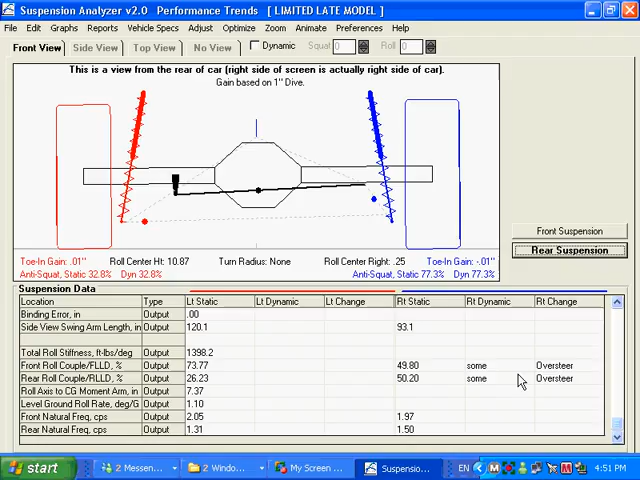 Suspension Analyzer v2.0   Performance Trends   [ LIMITED LATE MODEL ]
File Edit Graphs Reports Vehicle Specs Adjust Optimize Zoom Animate Preferences Help
Front View Side View Top View No View Dynamic Squat 0 Roll 0
This is a view from the rear of car (right side of screen is actually right side of car).
Gain based on 1" Dive.
Front Suspension
Rear Suspension
Toe-In Gain: .01" Roll Center Ht: 10.87 Turn Radius: None Roll Center Right: .25 Toe-In Gain: -.01"
Anti-Squat, Static 32.8% Dyn 32.8% Anti-Squat, Static 77.3% Dyn 77.3%
Suspension Data
Location Type Lt Static Lt Dynamic Lt Change Rt Static Rt Dynamic Rt Change
Binding Error, in Output .00
Side View Swing Arm Length, in Output 120.1 93.1
Total Roll Stiffness, ft-lbs/deg Output 1398.2
Front Roll Couple/FLLD, % Output 73.77 49.80 some Oversteer
Rear Roll Couple/RLLD, % Output 26.23 50.20 some Oversteer
Roll Axis to CG Moment Arm, in Output 7.37
Level Ground Roll Rate, deg/G Output 1.10
Front Natural Freq, cps Output 2.05 1.97
Rear Natural Freq, cps Output 1.31 1.50
start 2 Messen... 2 Window... My Screen ... Suspensio... EN 4:51 PM